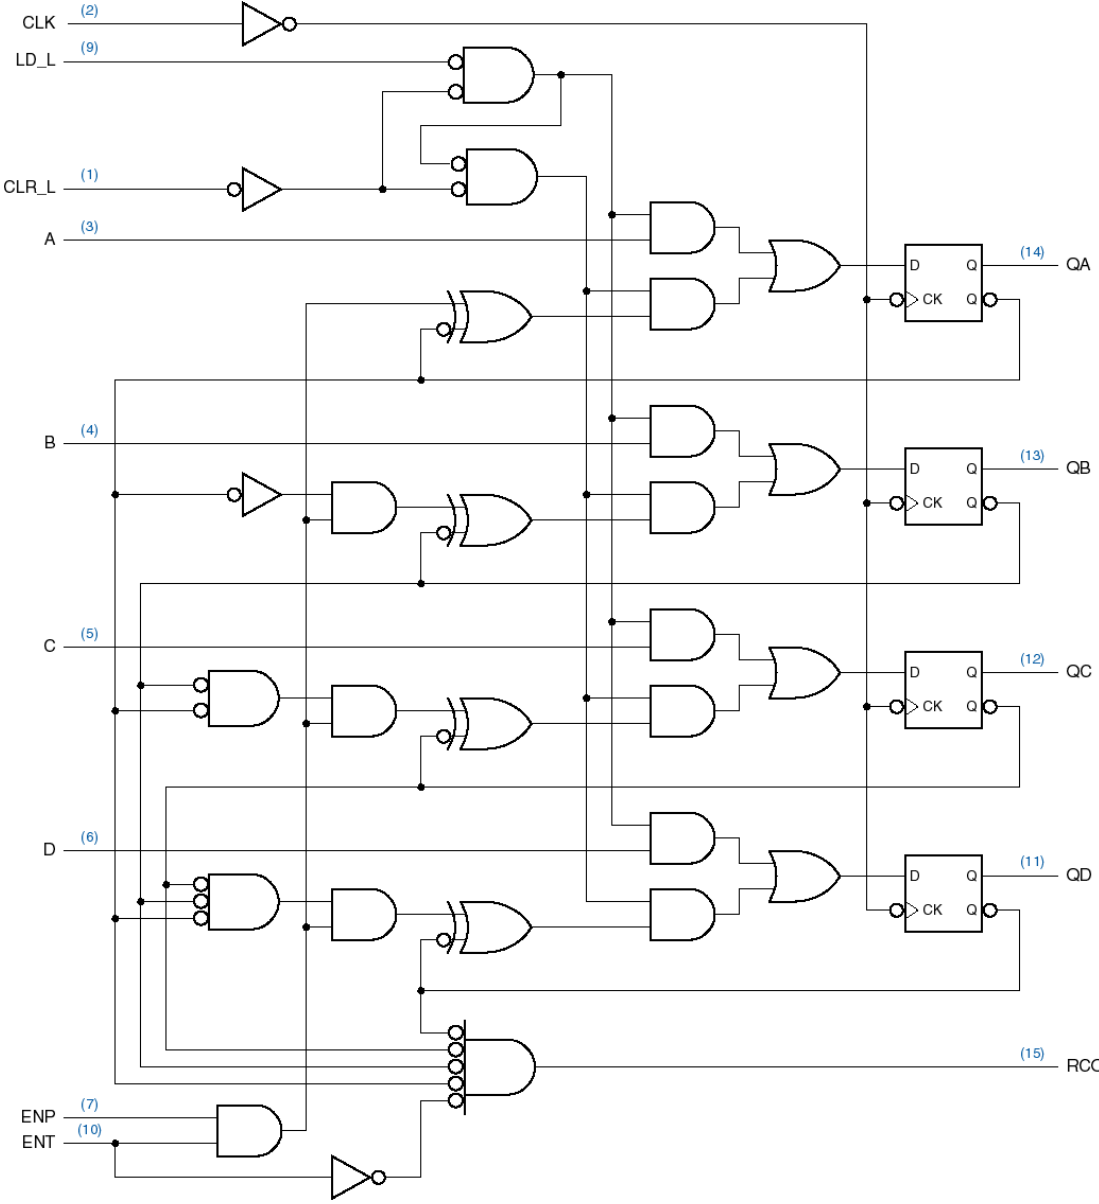 CLK (2)
LD_L (9)
CLR_L (1)
A (3)
D Q (14) QA
CK Q
B (4)
D Q (13) QB
CK Q
C (5)
D Q (12) QC
CK Q
D (6)
D Q (11) QD
CK Q
(15) RCO
ENP (7)
ENT (10)